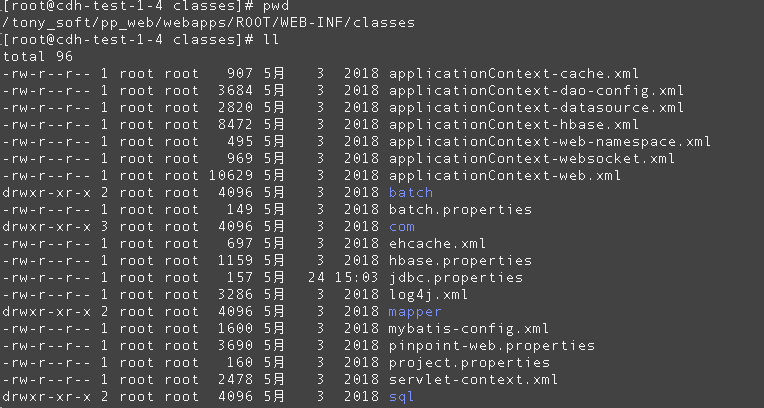 [root@cdh-test-1-4 classes]# pwd
/tony_soft/pp_web/webapps/ROOT/WEB-INF/classes
[root@cdh-test-1-4 classes]# ll
total 96
-rw-r--r-- 1 root root   907 5月   3  2018 applicationContext-cache.xml
-rw-r--r-- 1 root root  3684 5月   3  2018 applicationContext-dao-config.xml
-rw-r--r-- 1 root root  2820 5月   3  2018 applicationContext-datasource.xml
-rw-r--r-- 1 root root  8472 5月   3  2018 applicationContext-hbase.xml
-rw-r--r-- 1 root root   495 5月   3  2018 applicationContext-web-namespace.xml
-rw-r--r-- 1 root root   969 5月   3  2018 applicationContext-websocket.xml
-rw-r--r-- 1 root root 10629 5月   3  2018 applicationContext-web.xml
drwxr-xr-x 2 root root  4096 5月   3  2018 batch
-rw-r--r-- 1 root root   149 5月   3  2018 batch.properties
drwxr-xr-x 3 root root  4096 5月   3  2018 com
-rw-r--r-- 1 root root   697 5月   3  2018 ehcache.xml
-rw-r--r-- 1 root root  1159 5月   3  2018 hbase.properties
-rw-r--r-- 1 root root   157 5月  24 15:03 jdbc.properties
-rw-r--r-- 1 root root  3286 5月   3  2018 log4j.xml
drwxr-xr-x 2 root root  4096 5月   3  2018 mapper
-rw-r--r-- 1 root root  1600 5月   3  2018 mybatis-config.xml
-rw-r--r-- 1 root root  3690 5月   3  2018 pinpoint-web.properties
-rw-r--r-- 1 root root   160 5月   3  2018 project.properties
-rw-r--r-- 1 root root  2478 5月   3  2018 servlet-context.xml
drwxr-xr-x 2 root root  4096 5月   3  2018 sql